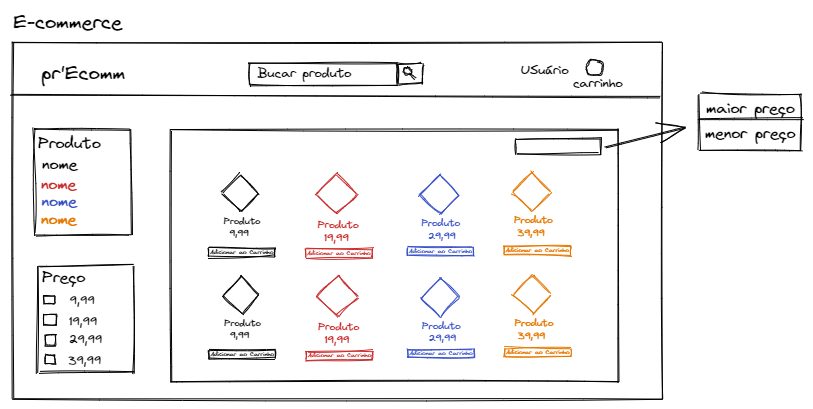 E-commerce
pr'Ecomm
Bucar produto
USuário
carrinho
maior preço
menor preço
Produto
nome
nome
nome
nome
Preço
9,99
19,99
29,99
39,99
Produto
9,99
Adicionar ao Carrinho
Produto
19,99
Adicionar ao Carrinho
Produto
29,99
Adicionar ao Carrinho
Produto
39,99
Adicionar ao Carrinho
Produto
9,99
Adicionar ao Carrinho
Produto
19,99
Adicionar ao Carrinho
Produto
29,99
Adicionar ao Carrinho
Produto
39,99
Adicionar ao Carrinho